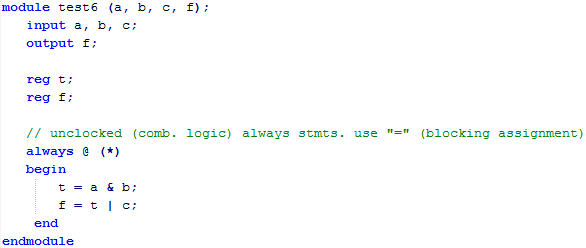 module test6 (a, b, c, f);
input a, b, c;
output f;
reg t;
reg f;
// unclocked (comb. logic) always stmts. use "=" (blocking assignment)
always @ (*)
begin
t = a & b;
f = t | c;
end
endmodule